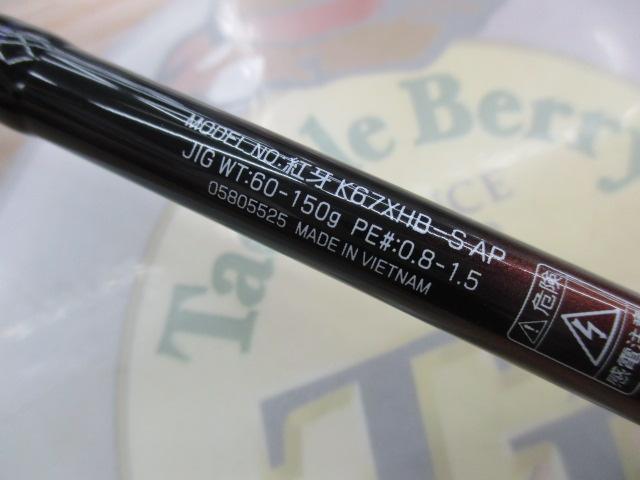 MODEL NO.:紅牙 K67XHB-S AP
JIG WT:60-150g PE#:0.8-1.5
05805525 MADE IN VIETNAM
危険
感電注意
Tackle Berry